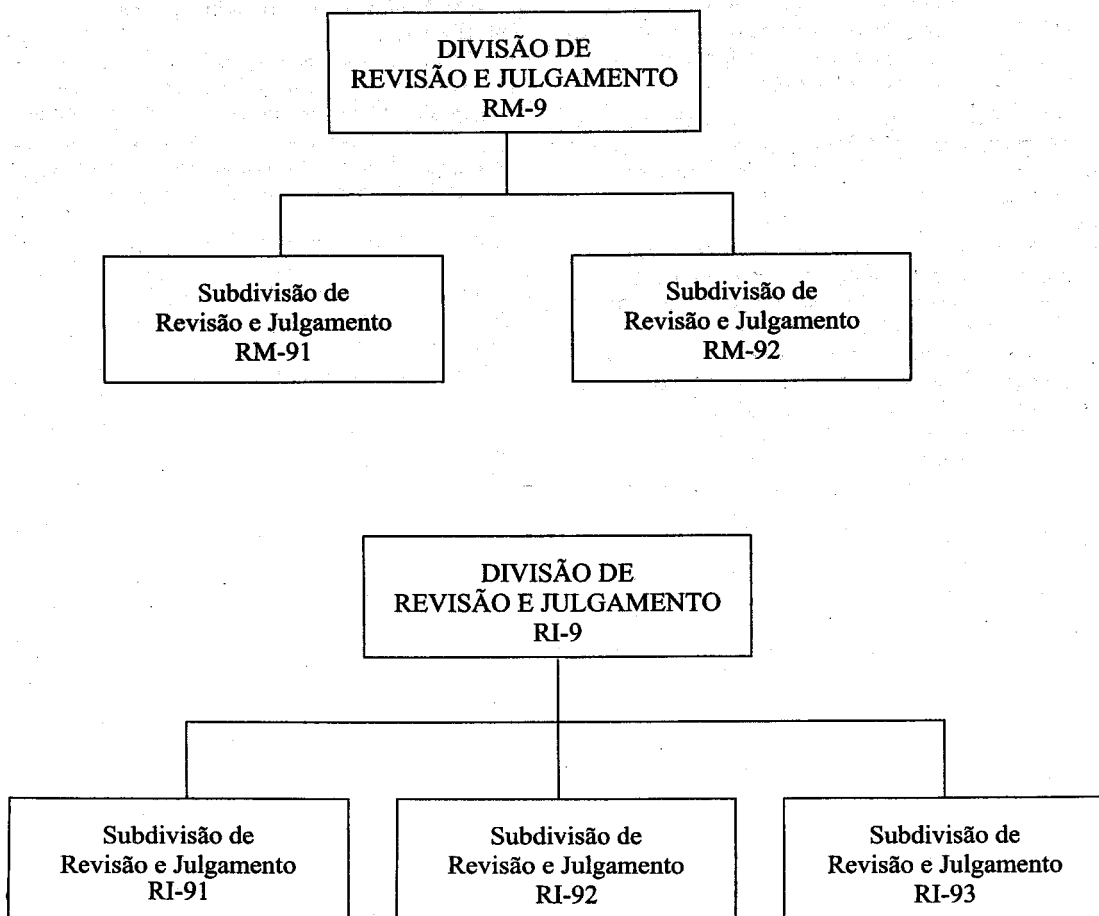 DIVISÃO DE
REVISÃO E JULGAMENTO
RM-9
Subdivisão de
Revisão e Julgamento
RM-91
Subdivisão de
Revisão e Julgamento
RM-92
DIVISÃO DE
REVISÃO E JULGAMENTO
RI-9
Subdivisão de
Revisão e Julgamento
RI-91
Subdivisão de
Revisão e Julgamento
RI-92
Subdivisão de
Revisão e Julgamento
RI-93